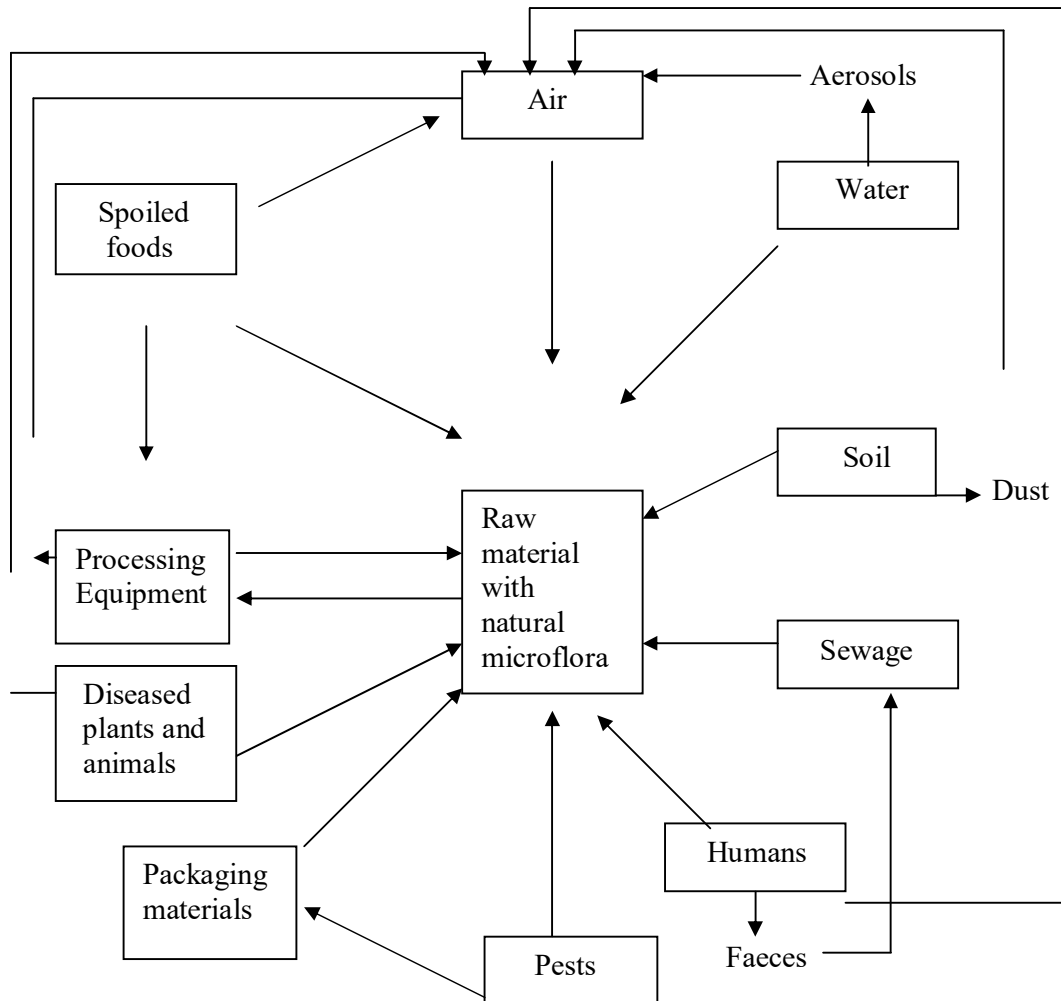 Air
Aerosols
Water
Spoiled
foods
Soil
Dust
Raw
material
with
natural
microflora
Processing
Equipment
Sewage
Diseased
plants and
animals
Humans
Packaging
materials
Pests
Faeces